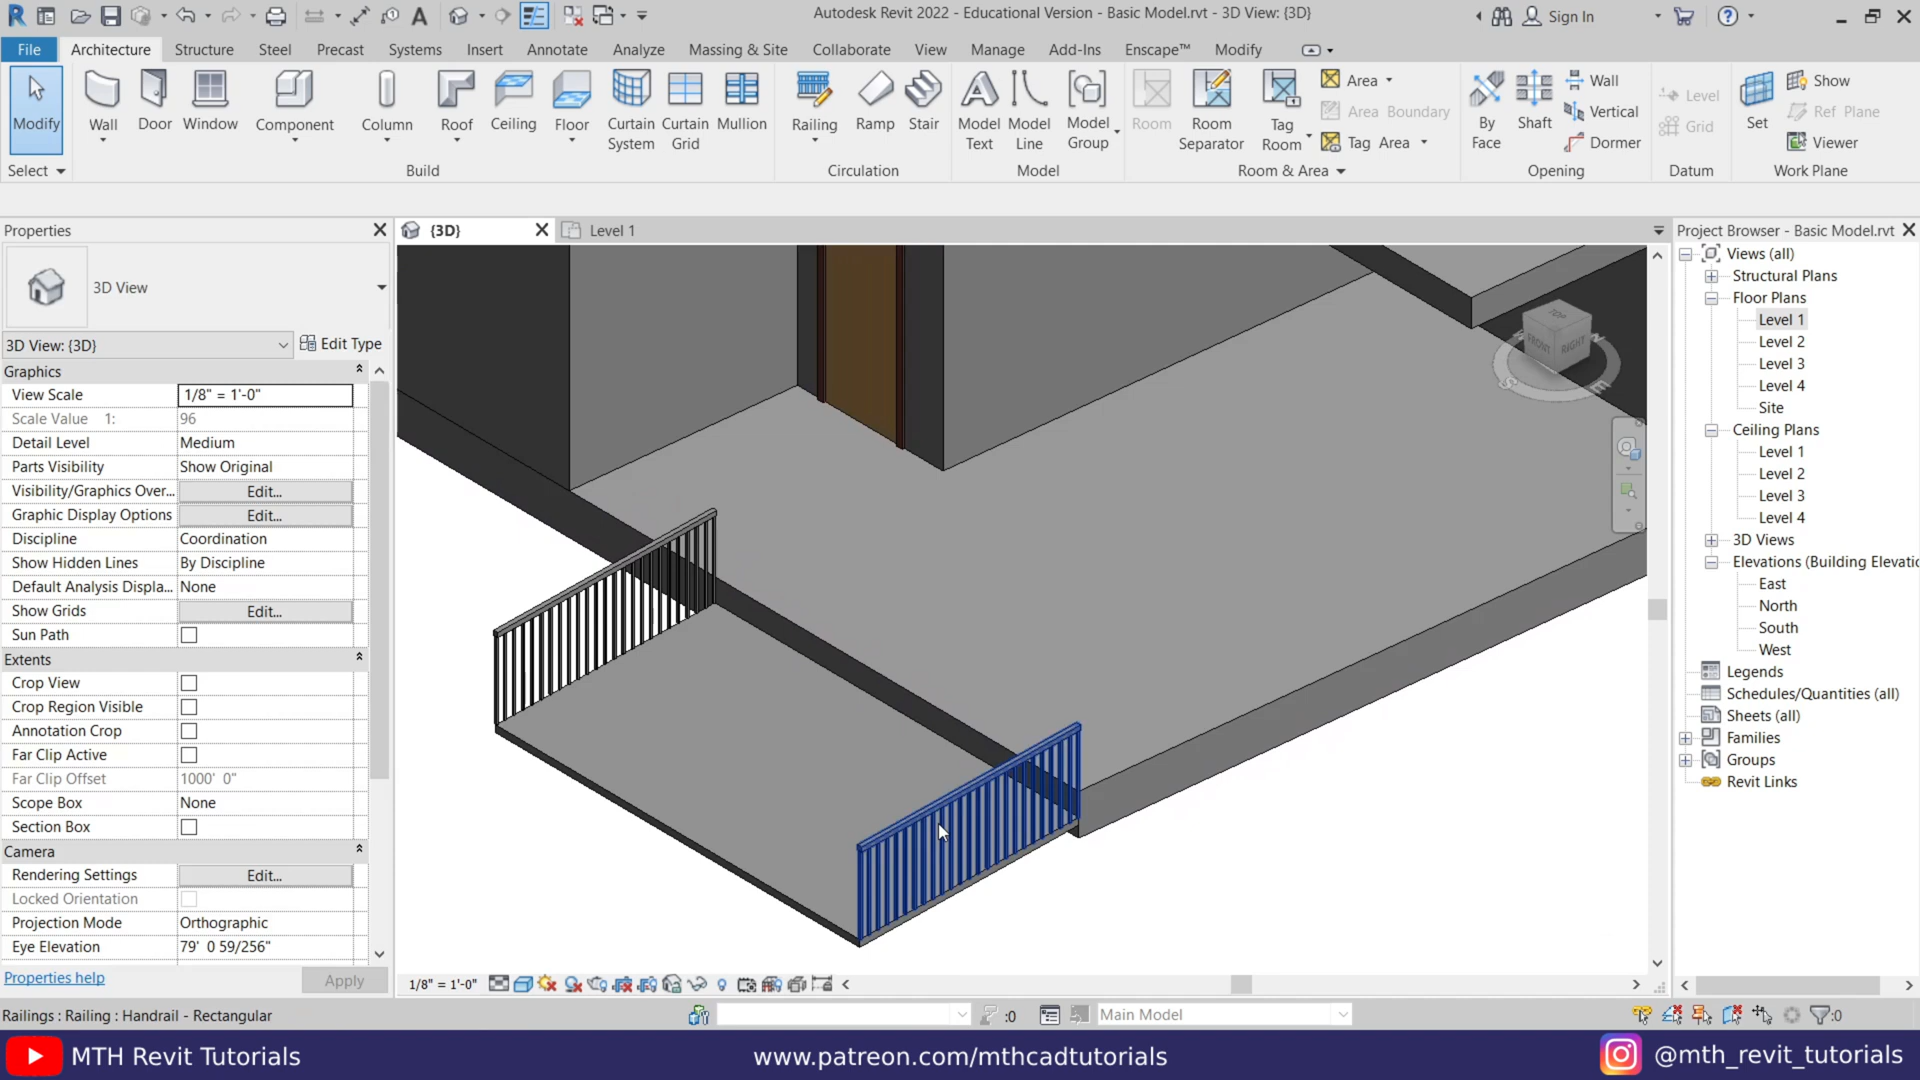 Autodesk Revit 2022 - Educational Version - Basic Model.rvt - 3D View: {3D}
Sign In
File Architecture Structure Steel Precast Systems Insert Annotate Analyze Massing & Site Collaborate View Manage Add-Ins Enscape™ Modify
Modify
Wall
Door
Window
Component
Column
Roof
Ceiling
Floor
Curtain System
Curtain Grid
Mullion
Railing
Ramp
Stair
Model Text
Model Line
Model Group
Room
Room Separator
Tag Room
Area
Area Boundary
Tag Area
By Face
Shaft
Wall
Vertical
Dormer
Level
Grid
Set
Show
Ref Plane
Viewer
Select
Build
Circulation
Model
Room & Area
Opening
Datum
Work Plane
Properties
3D View
3D View: {3D}
Edit Type
Graphics
View Scale 1/8" = 1'-0"
Scale Value 1: 96
Detail Level Medium
Parts Visibility Show Original
Visibility/Graphics Over... Edit...
Graphic Display Options Edit...
Discipline Coordination
Show Hidden Lines By Discipline
Default Analysis Displa... None
Show Grids Edit...
Sun Path
Extents
Crop View
Crop Region Visible
Annotation Crop
Far Clip Active
Far Clip Offset 1000' 0"
Scope Box None
Section Box
Camera
Rendering Settings Edit...
Locked Orientation
Projection Mode Orthographic
Eye Elevation 79' 0 59/256"
Properties help
Apply
{3D}
Level 1
TOP
FRONT
RIGHT
S
E
1/8" = 1'-0"
Project Browser - Basic Model.rvt
Views (all)
Structural Plans
Floor Plans
Level 1
Level 2
Level 3
Level 4
Site
Ceiling Plans
Level 1
Level 2
Level 3
Level 4
3D Views
Elevations (Building Elevatio
East
North
South
West
Legends
Schedules/Quantities (all)
Sheets (all)
Families
Groups
Revit Links
Railings : Railing : Handrail - Rectangular
:0
Main Model
:0
MTH Revit Tutorials
www.patreon.com/mthcadtutorials
@mth_revit_tutorials